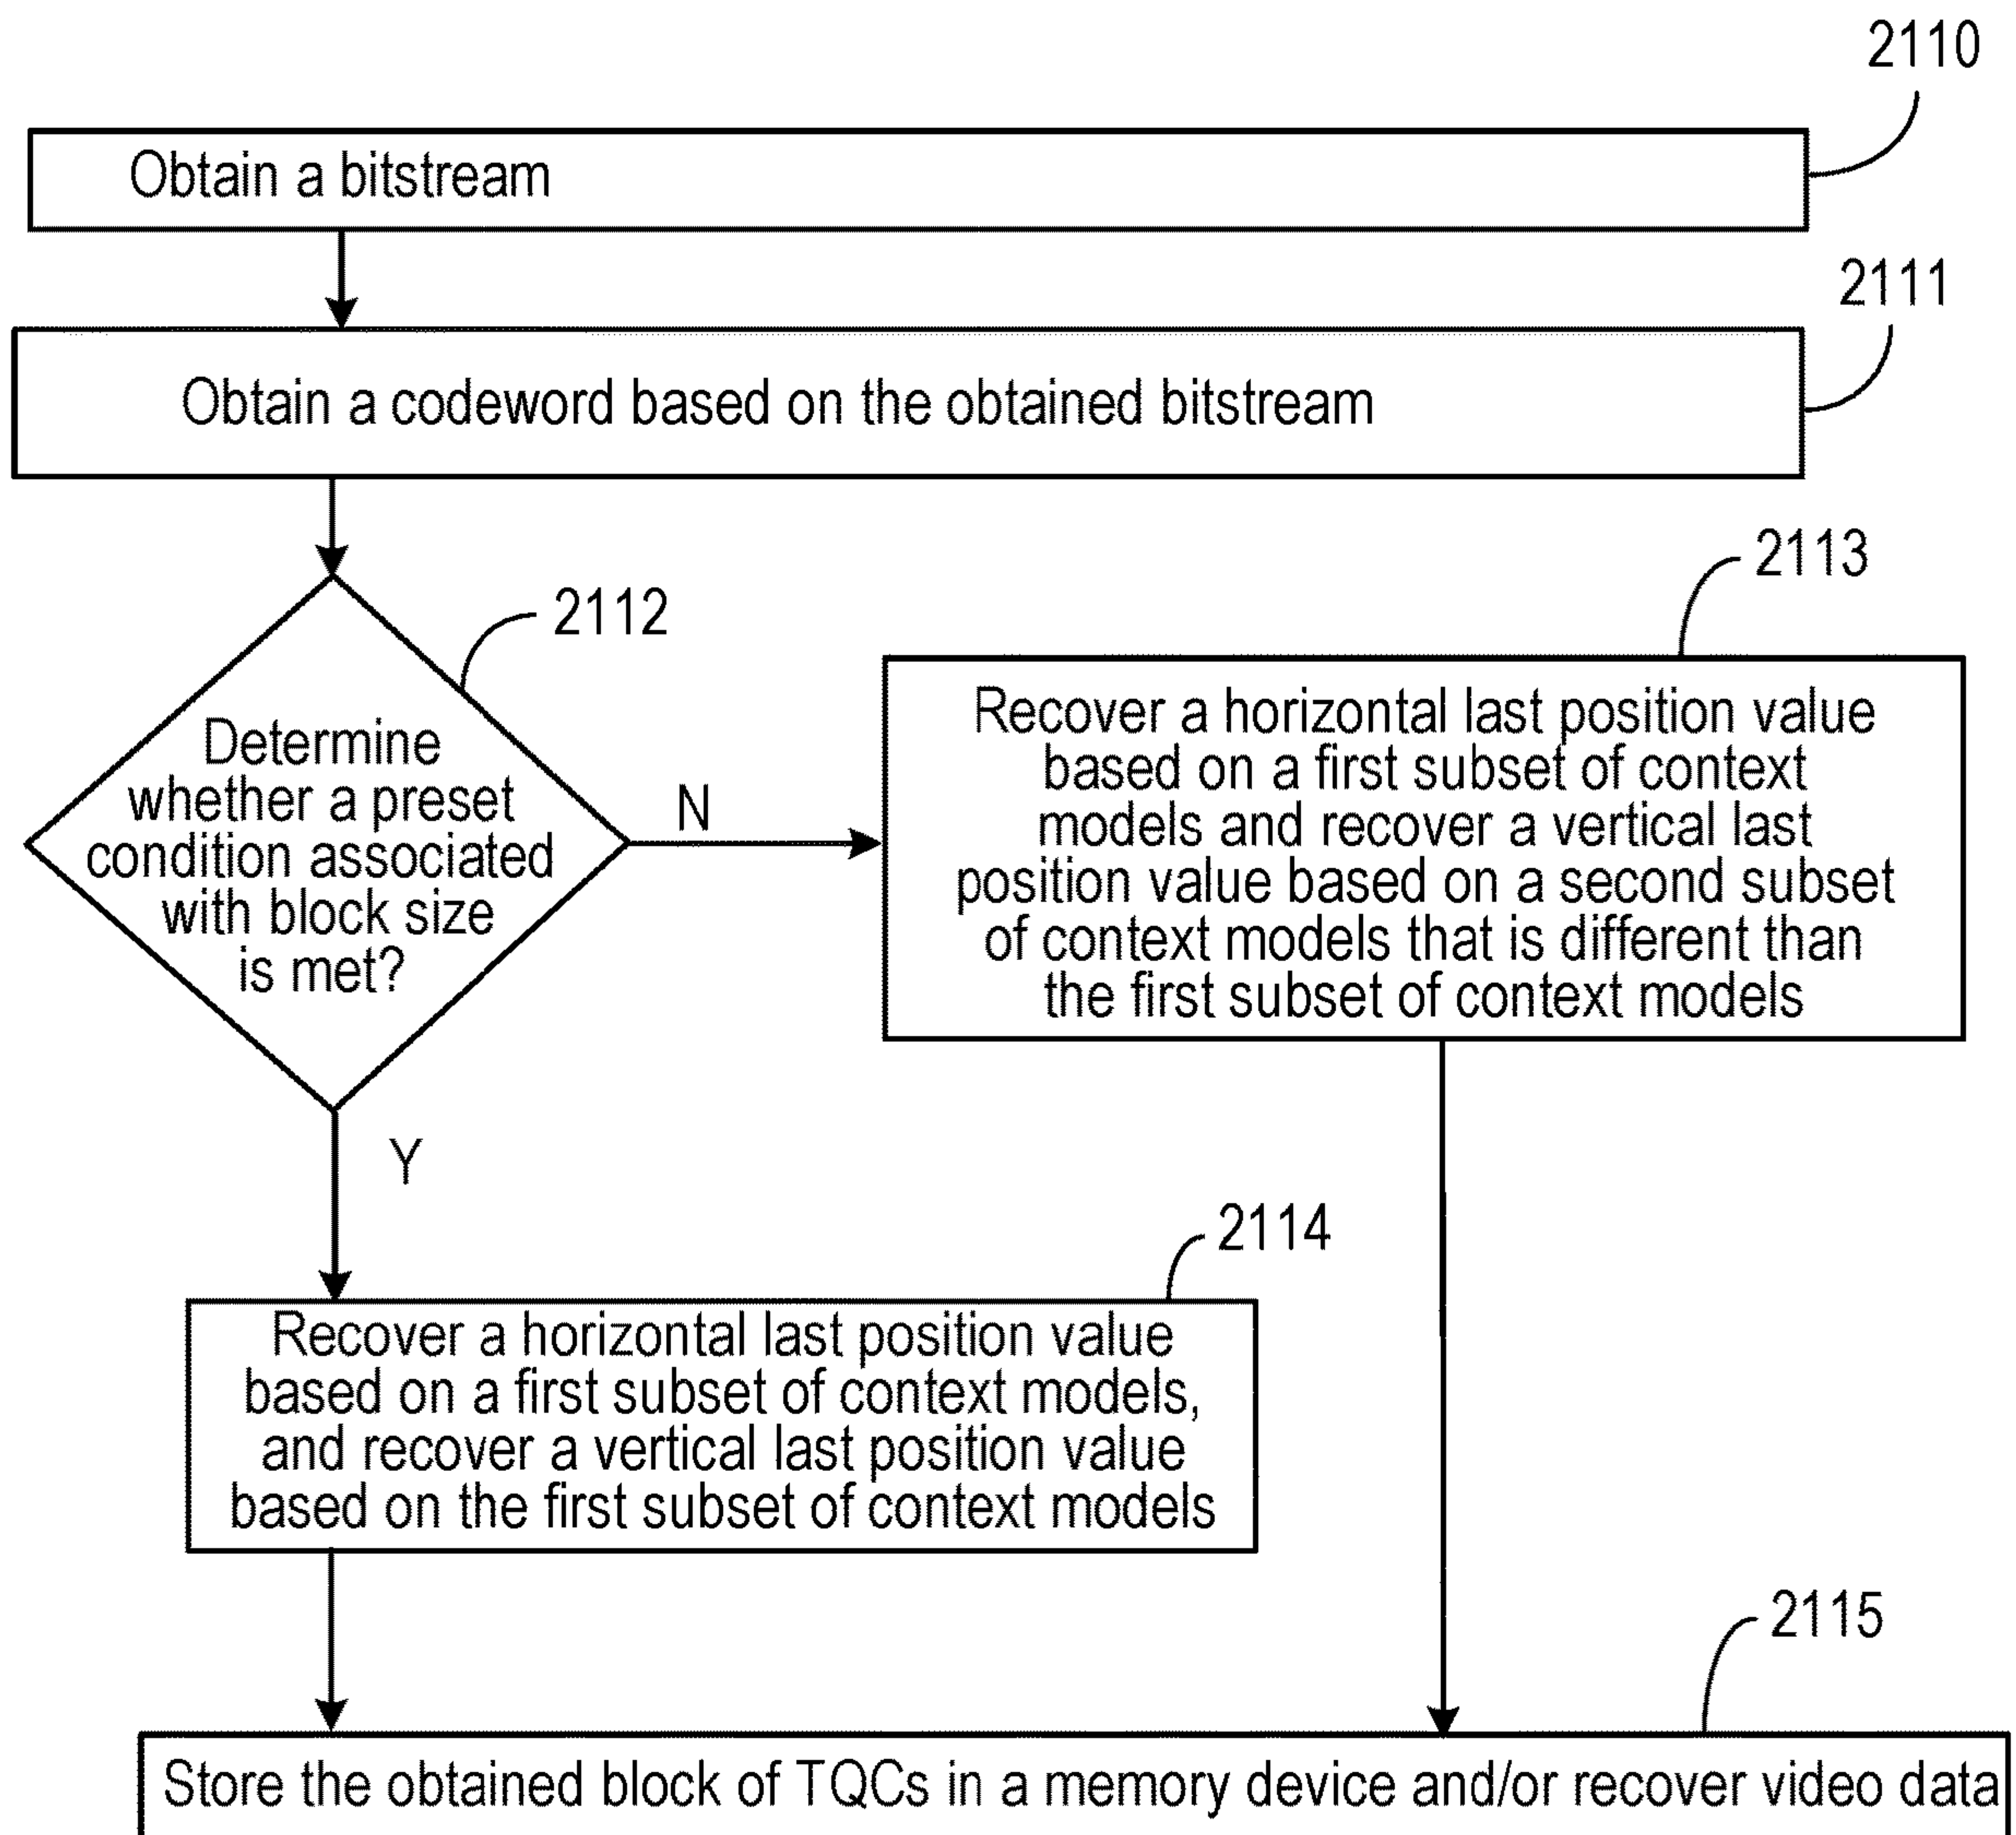 2110
Obtain a bitstream
2111
Obtain a codeword based on the obtained bitstream
2112
Determine
whether a preset
condition associated
with block size
is met?
N
2113
Recover a horizontal last position value
based on a first subset of context
models and recover a vertical last
position value based on a second subset
of context models that is different than
the first subset of context models
Y
2114
Recover a horizontal last position value
based on a first subset of context models,
and recover a vertical last position value
based on the first subset of context models
2115
Store the obtained block of TQCs in a memory device and/or recover video data